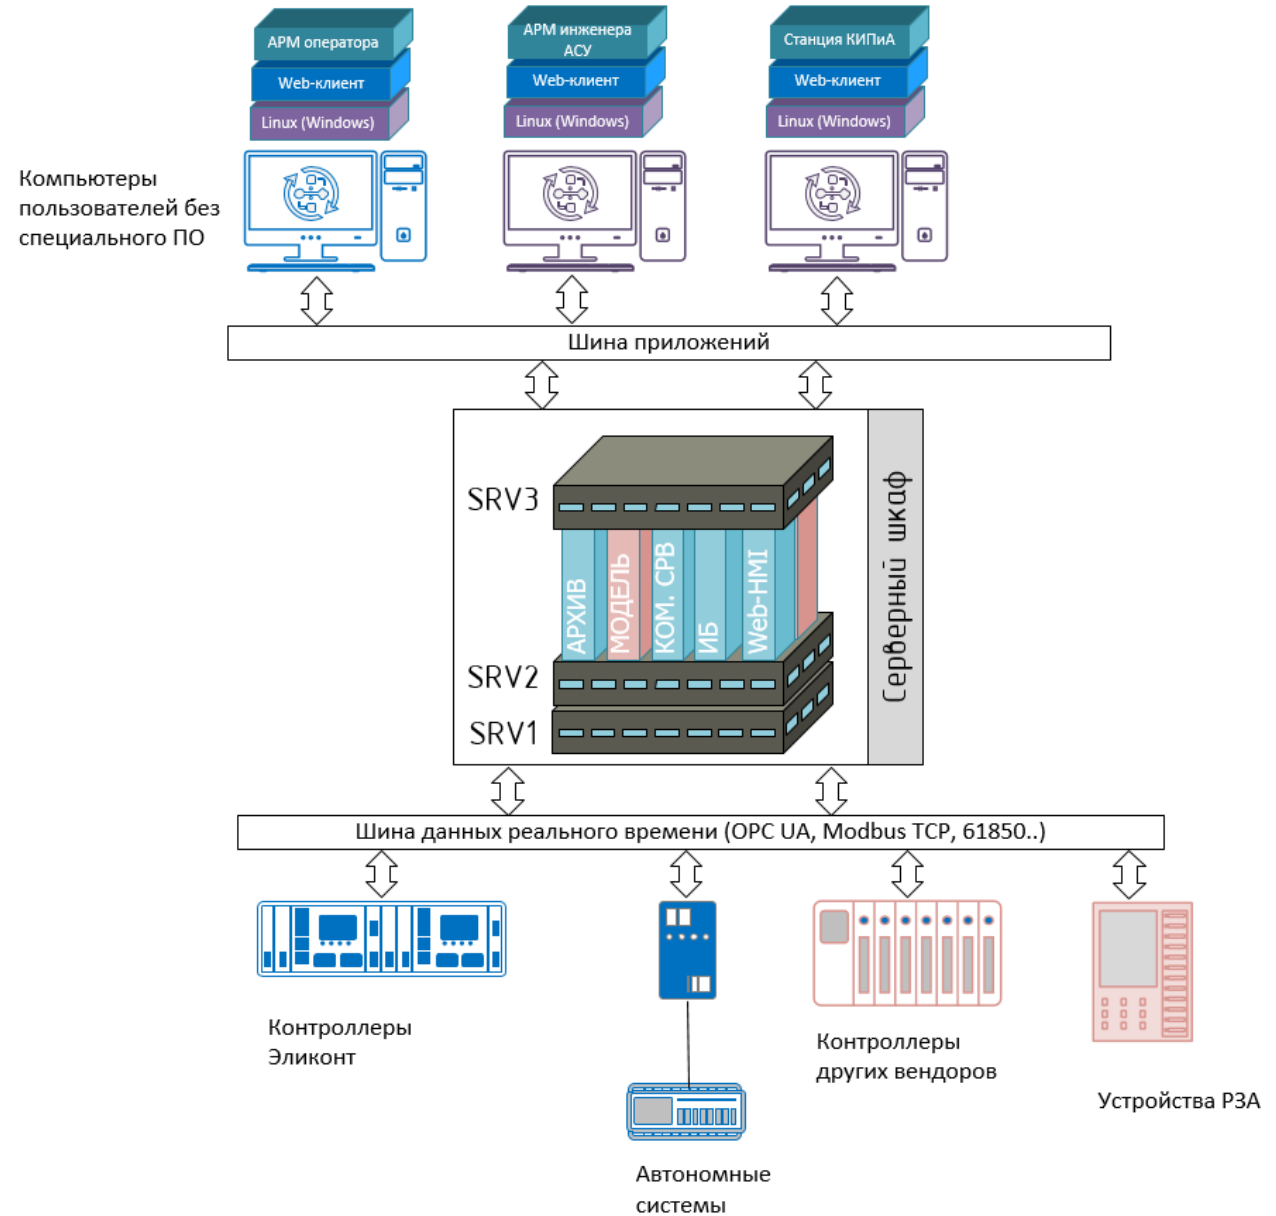 АРМ оператора
Web-клиент
Linux (Windows)
АРМ инженера
АСУ
Web-клиент
Linux (Windows)
Станция КИПиА
Web-клиент
Linux (Windows)
Компьютеры
пользователей без
специального ПО
Шина приложений
SRV3
SRV2
SRV1
АРХИВ
МОДЕЛЬ
КОМ. СРВ
ИБ
Web-HMI
Серверный шкаф
Шина данных реального времени (OPC UA, Modbus TCP, 61850..)
Контроллеры
Эликонт
Автономные
системы
Контроллеры
других вендоров
Устройства РЗА